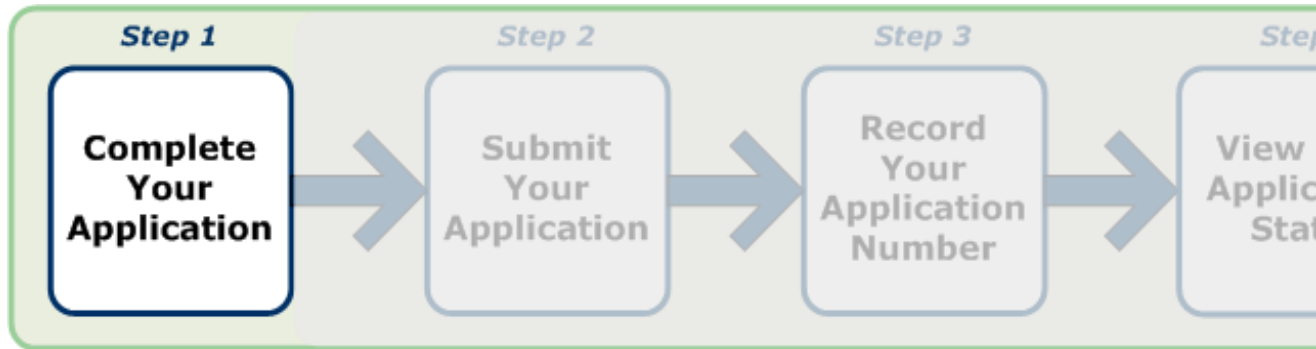 Step 1
Complete
Your
Application
Step 2
Submit
Your
Application
Step 3
Record
Your
Application
Number
View